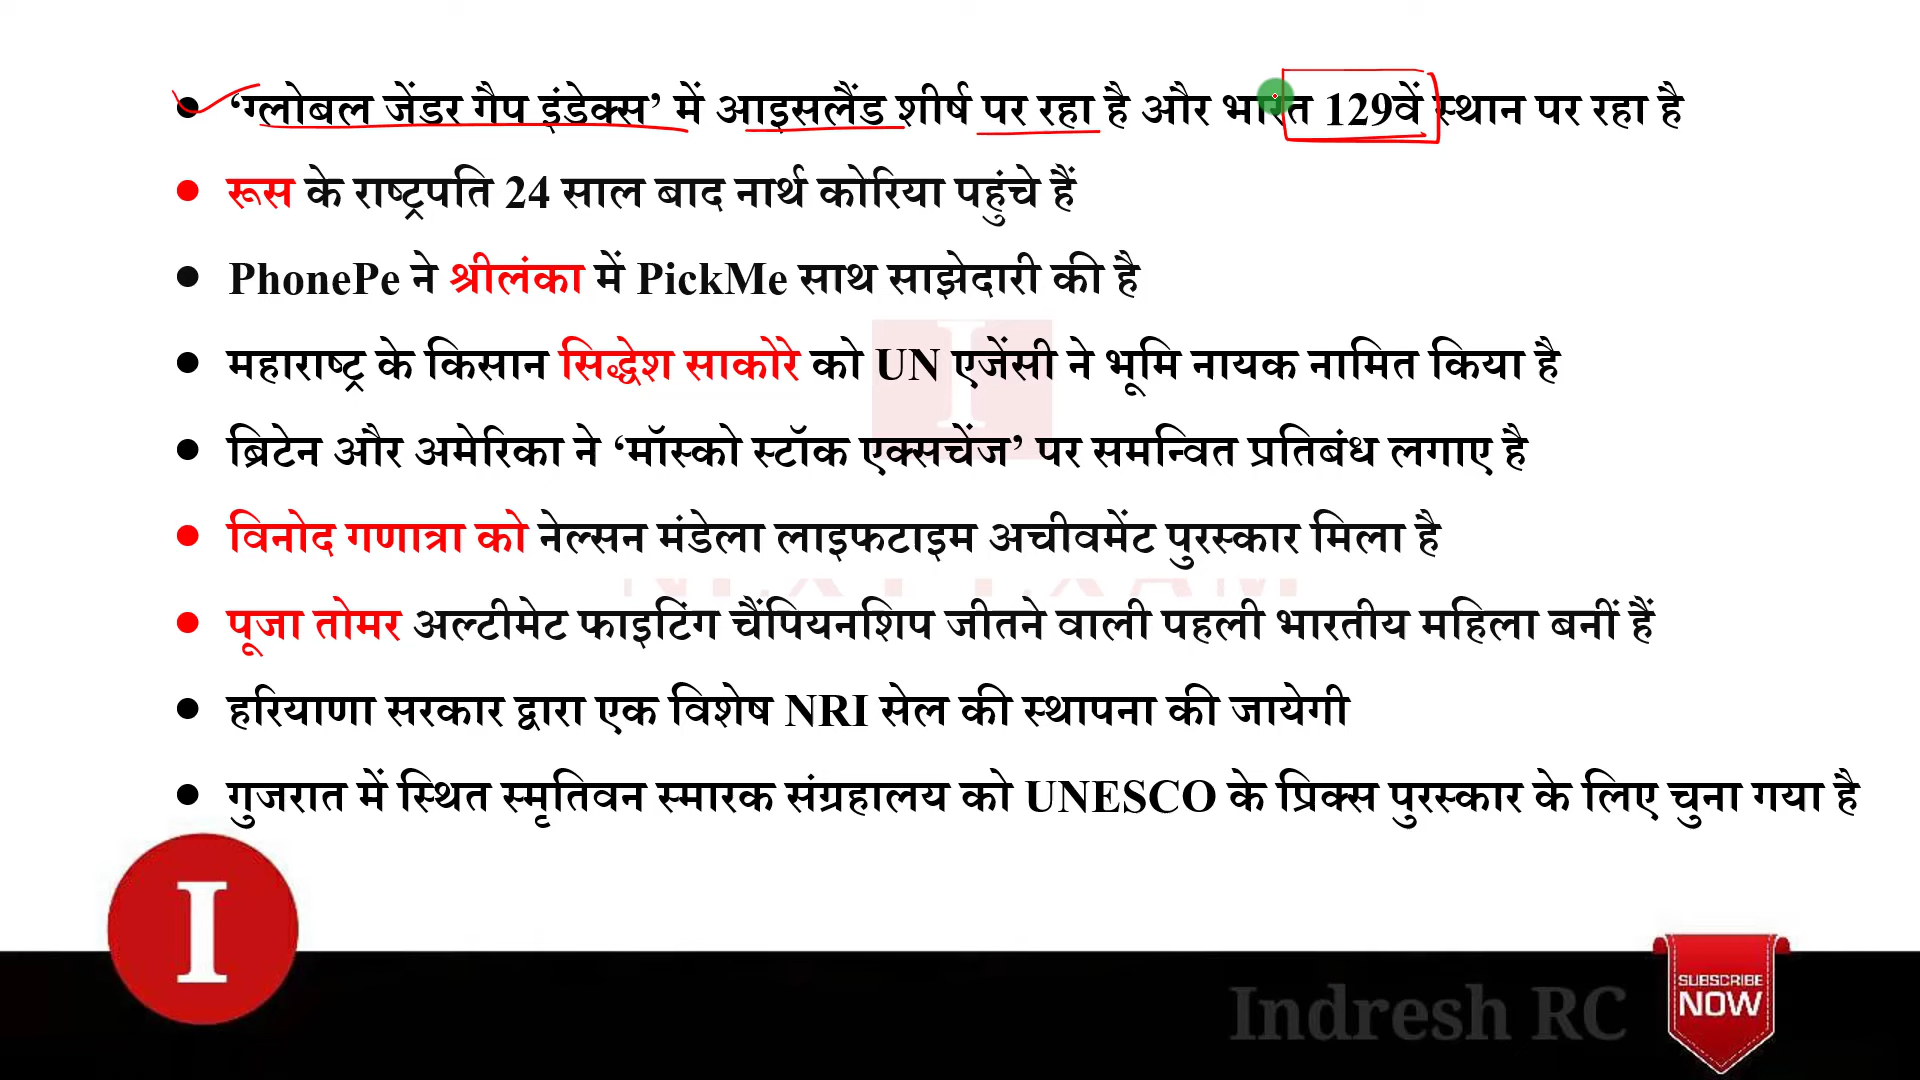 • ‘ग्लोबल जेंडर गैप इंडेक्स’ में आइसलैंड शीर्ष पर रहा है और भारत 129वें स्थान पर रहा है
• रूस के राष्ट्रपति 24 साल बाद नार्थ कोरिया पहुंचे हैं
• PhonePe ने श्रीलंका में PickMe साथ साझेदारी की है
• महाराष्ट्र के किसान सिद्धेश साकोरे को UN एजेंसी ने भूमि नायक नामित किया है
• ब्रिटेन और अमेरिका ने ‘मॉस्को स्टॉक एक्सचेंज’ पर समन्वित प्रतिबंध लगाए है
• विनोद गणात्रा को नेल्सन मंडेला लाइफटाइम अचीवमेंट पुरस्कार मिला है
• पूजा तोमर अल्टीमेट फाइटिंग चैंपियनशिप जीतने वाली पहली भारतीय महिला बनीं हैं
• हरियाणा सरकार द्वारा एक विशेष NRI सेल की स्थापना की जायेगी
• गुजरात में स्थित स्मृतिवन स्मारक संग्रहालय को UNESCO के प्रिक्स पुरस्कार के लिए चुना गया है
I
SUBSCRIBE
NOW
Indresh RC